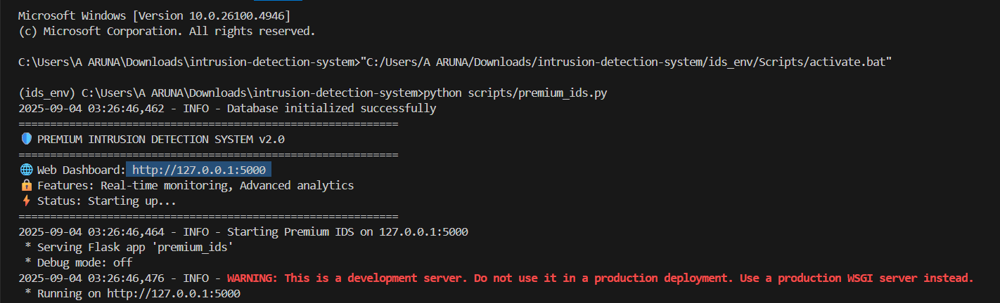 Microsoft Windows [Version 10.0.26100.4946]
(c) Microsoft Corporation. All rights reserved.
C:\Users\A ARUNA\Downloads\intrusion-detection-system>"C:/Users/A ARUNA/Downloads/intrusion-detection-system/ids_env/Scripts/activate.bat"
(ids_env) C:\Users\A ARUNA\Downloads\intrusion-detection-system>python scripts/premium_ids.py
2025-09-04 03:26:46,462 - INFO - Database initialized successfully
============================================================
🛡️ PREMIUM INTRUSION DETECTION SYSTEM v2.0
============================================================
🌐 Web Dashboard: http://127.0.0.1:5000
🔒 Features: Real-time monitoring, Advanced analytics
⚡ Status: Starting up...
============================================================
2025-09-04 03:26:46,464 - INFO - Starting Premium IDS on 127.0.0.1:5000
 * Serving Flask app 'premium_ids'
 * Debug mode: off
2025-09-04 03:26:46,476 - INFO - WARNING: This is a development server. Do not use it in a production deployment. Use a production WSGI server instead.
 * Running on http://127.0.0.1:5000